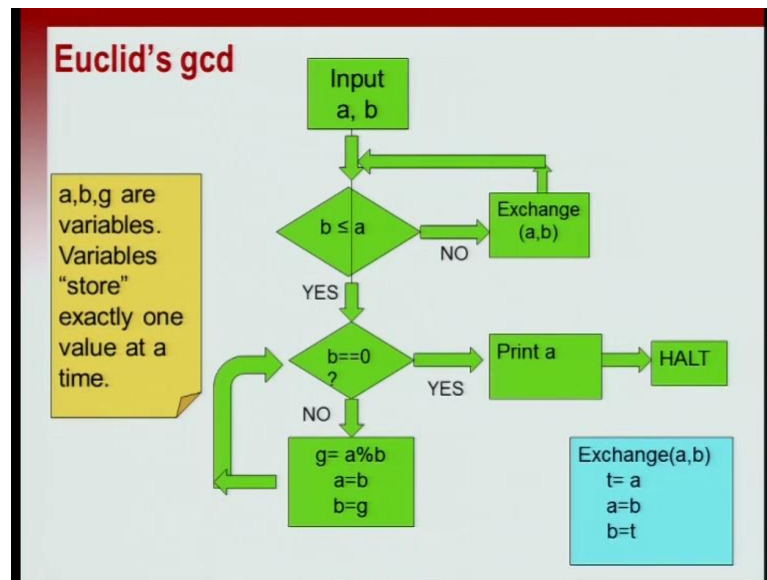 Euclid's gcd
Input
a, b
a,b,g are
variables.
Variables
“store”
exactly one
value at a
time.
b ≤ a
NO
Exchange
(a,b)
YES
b==0
?
YES
Print a
HALT
NO
g= a%b
a=b
b=g
Exchange(a,b)
t= a
a=b
b=t